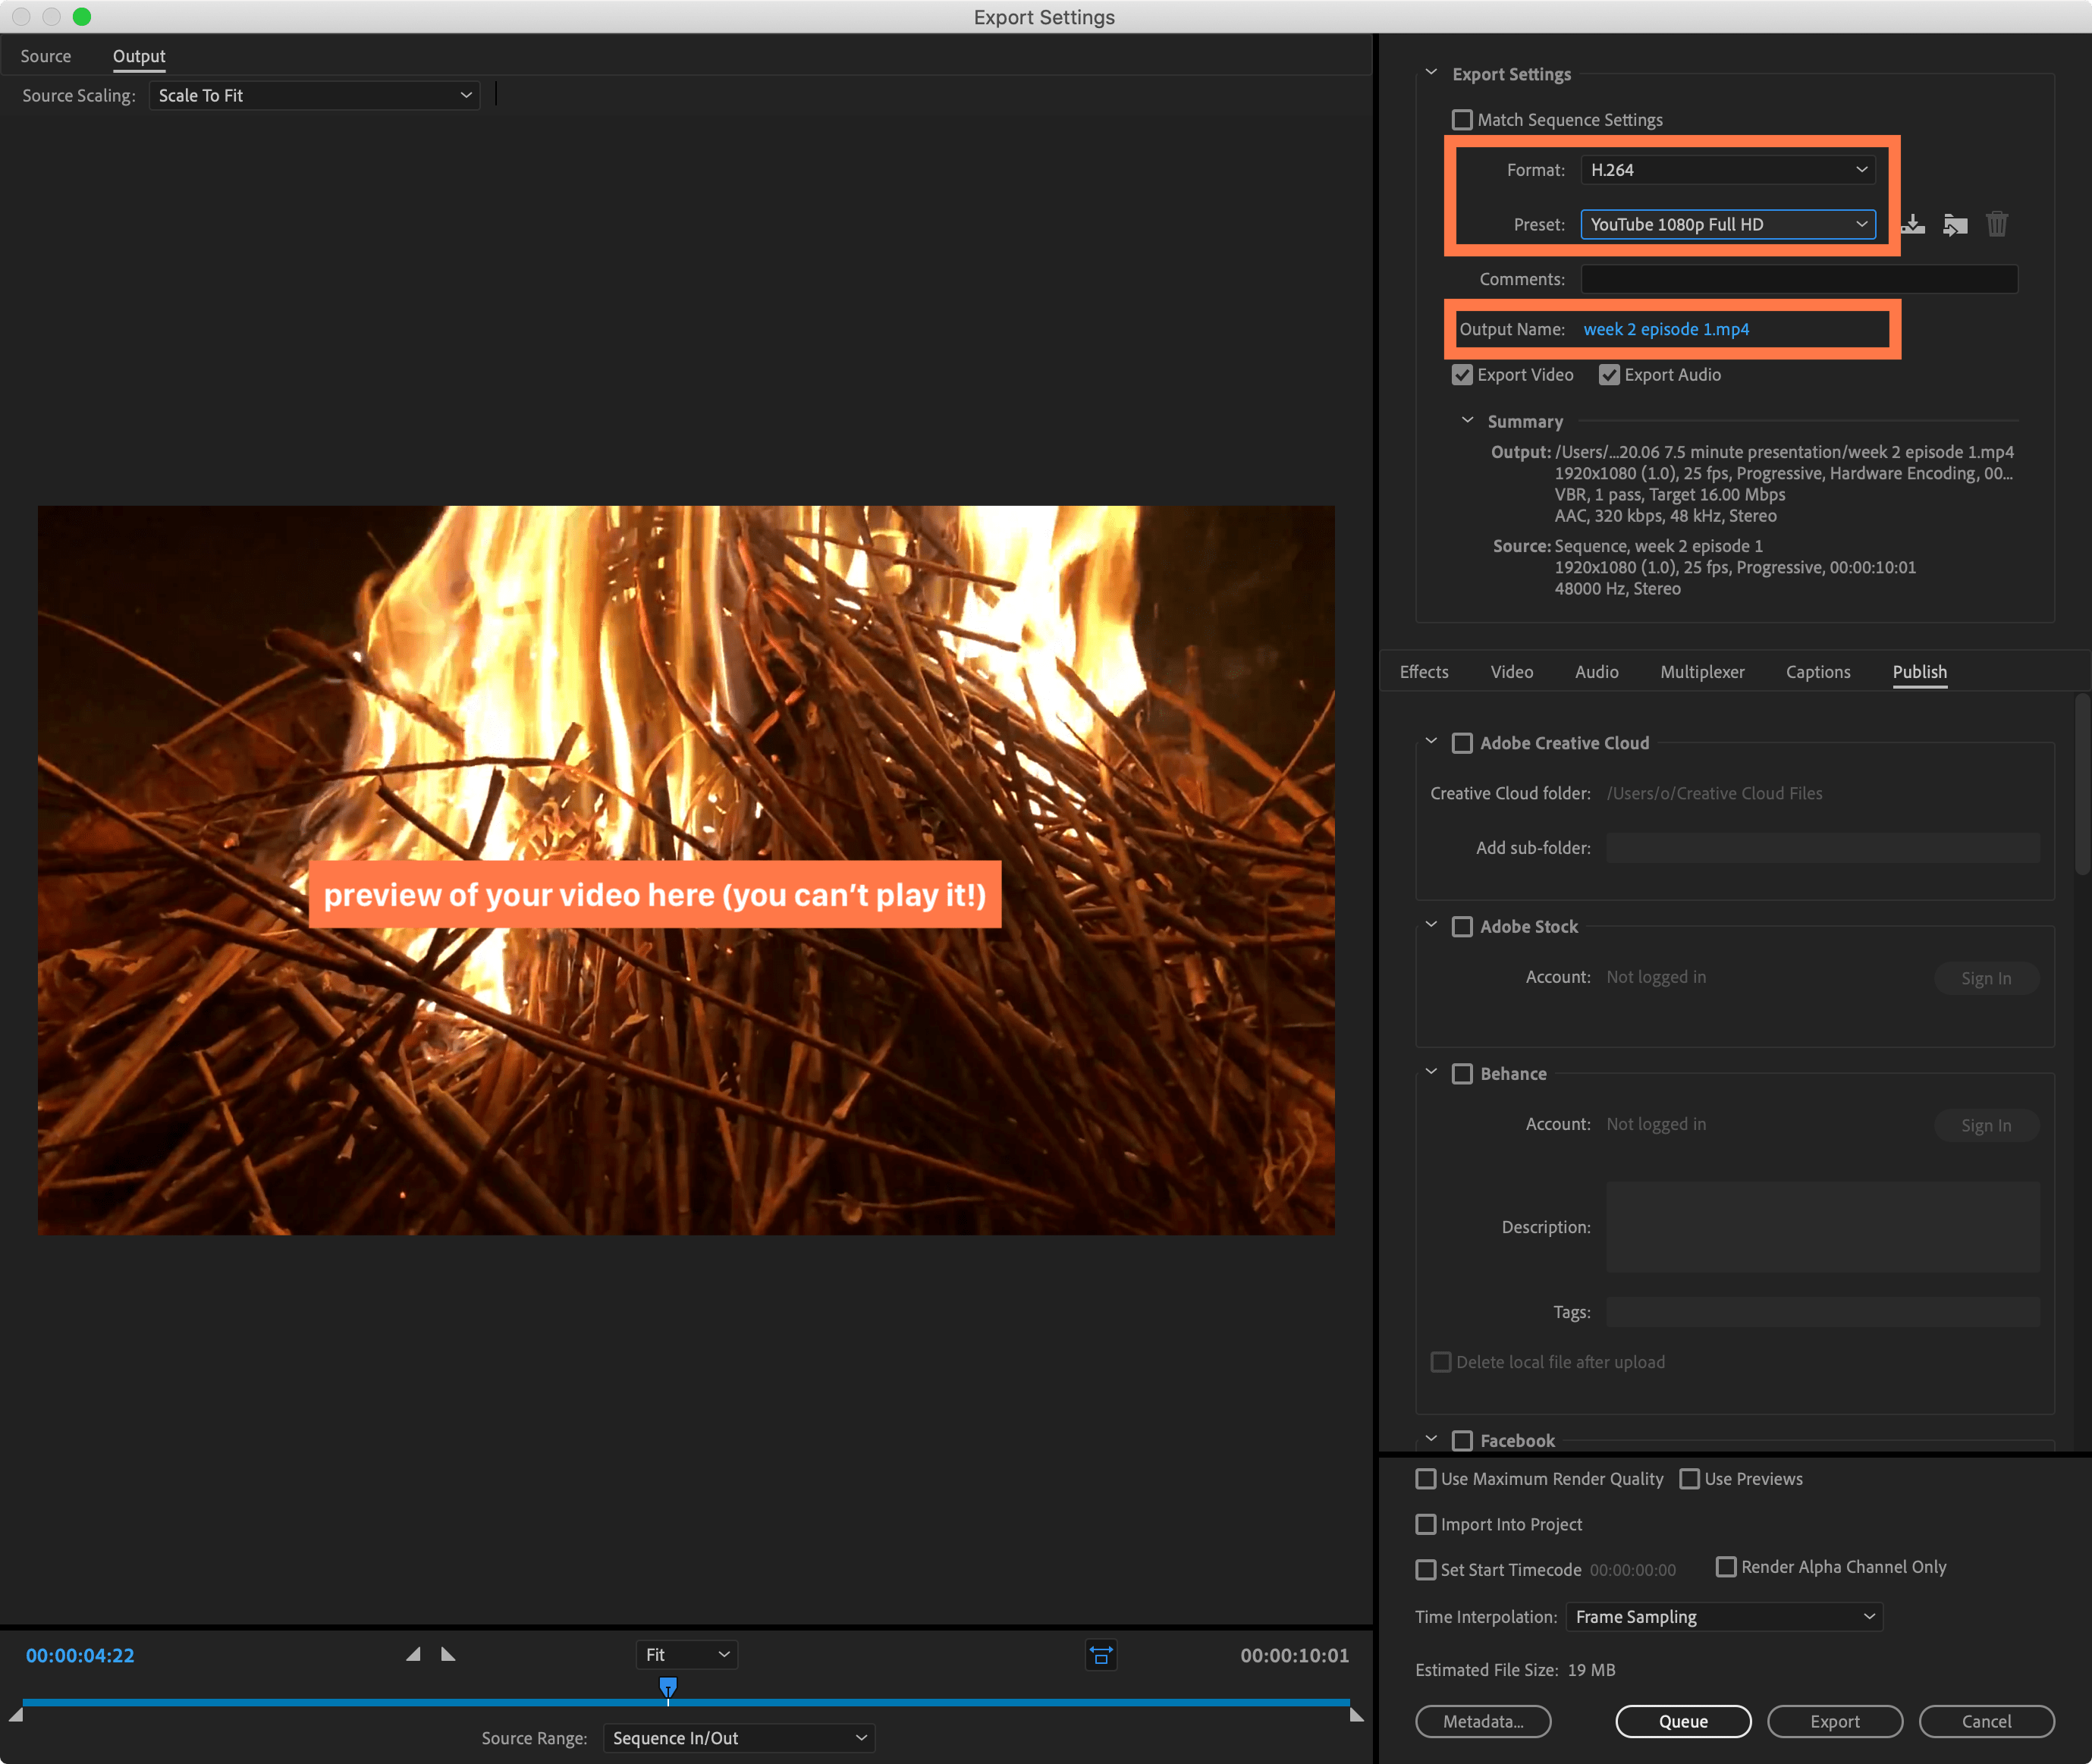 Export Settings
Source Output
Source Scaling: Scale To Fit
preview of your video here (you can't play it!)
00:00:04:22 Fit 00:00:10:01
Source Range: Sequence In/Out
Export Settings
Match Sequence Settings
Format: H.264
Preset: YouTube 1080p Full HD
Comments:
Output Name: week 2 episode 1.mp4
Export Video Export Audio
Summary
Output: /Users/...20.06 7.5 minute presentation/week 2 episode 1.mp4
1920x1080 (1.0), 25 fps, Progressive, Hardware Encoding, 00...
VBR, 1 pass, Target 16.00 Mbps
AAC, 320 kbps, 48 kHz, Stereo
Source: Sequence, week 2 episode 1
1920x1080 (1.0), 25 fps, Progressive, 00:00:10:01
48000 Hz, Stereo
Effects Video Audio Multiplexer Captions Publish
Adobe Creative Cloud
Creative Cloud folder: /Users/o/Creative Cloud Files
Add sub-folder:
Adobe Stock
Account: Not logged in Sign In
Behance
Account: Not logged in Sign In
Description:
Tags:
Delete local file after upload
Facebook
Use Maximum Render Quality Use Previews
Import Into Project
Set Start Timecode 00:00:00:00 Render Alpha Channel Only
Time Interpolation: Frame Sampling
Estimated File Size: 19 MB
Metadata... Queue Export Cancel